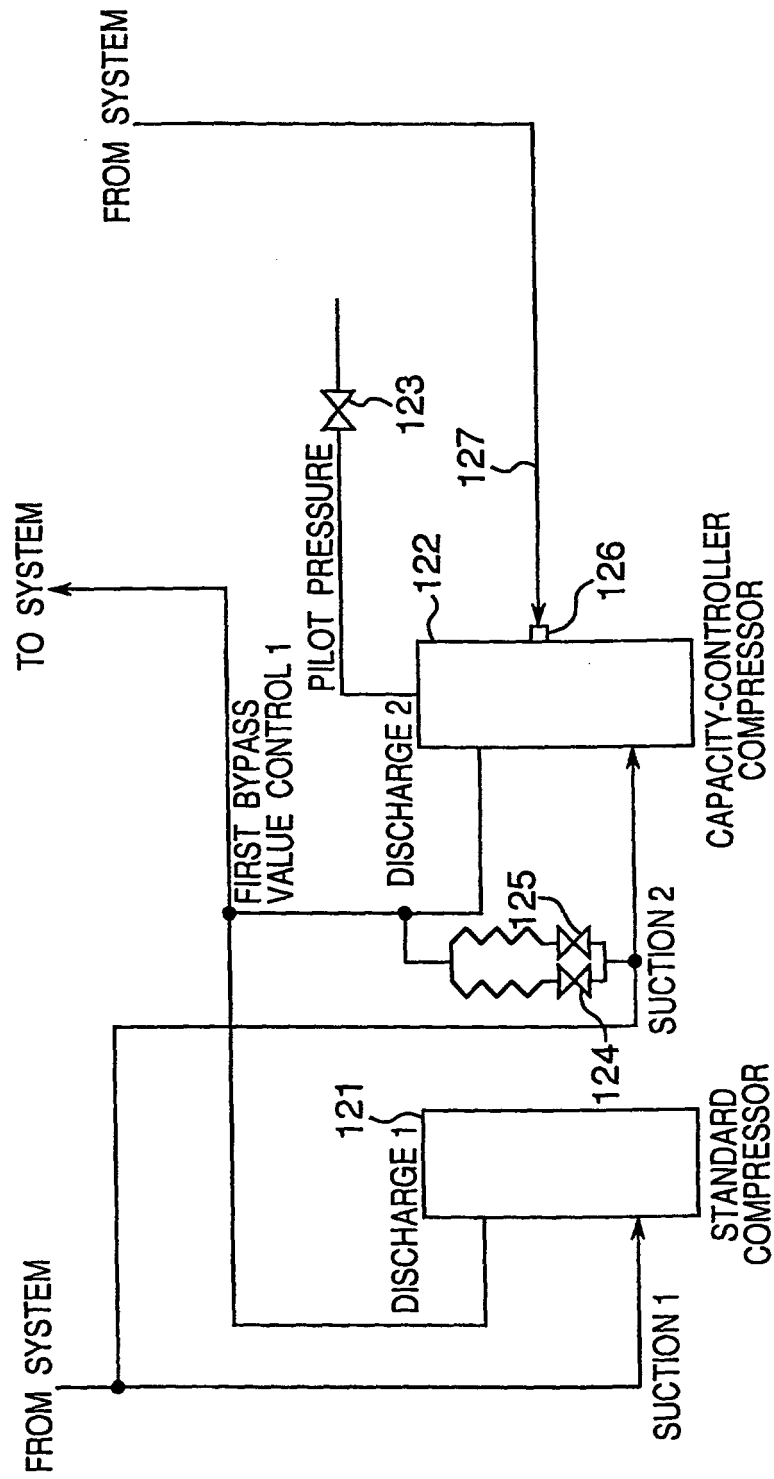 FROM SYSTEM
TO SYSTEM
FROM SYSTEM
FIRST BYPASS
VALUE CONTROL 1
PILOT PRESSURE
123
DISCHARGE 1
121
DISCHARGE 2
122
127
125
126
124
SUCTION 1
SUCTION 2
STANDARD
COMPRESSOR
CAPACITY-CONTROLLER
COMPRESSOR